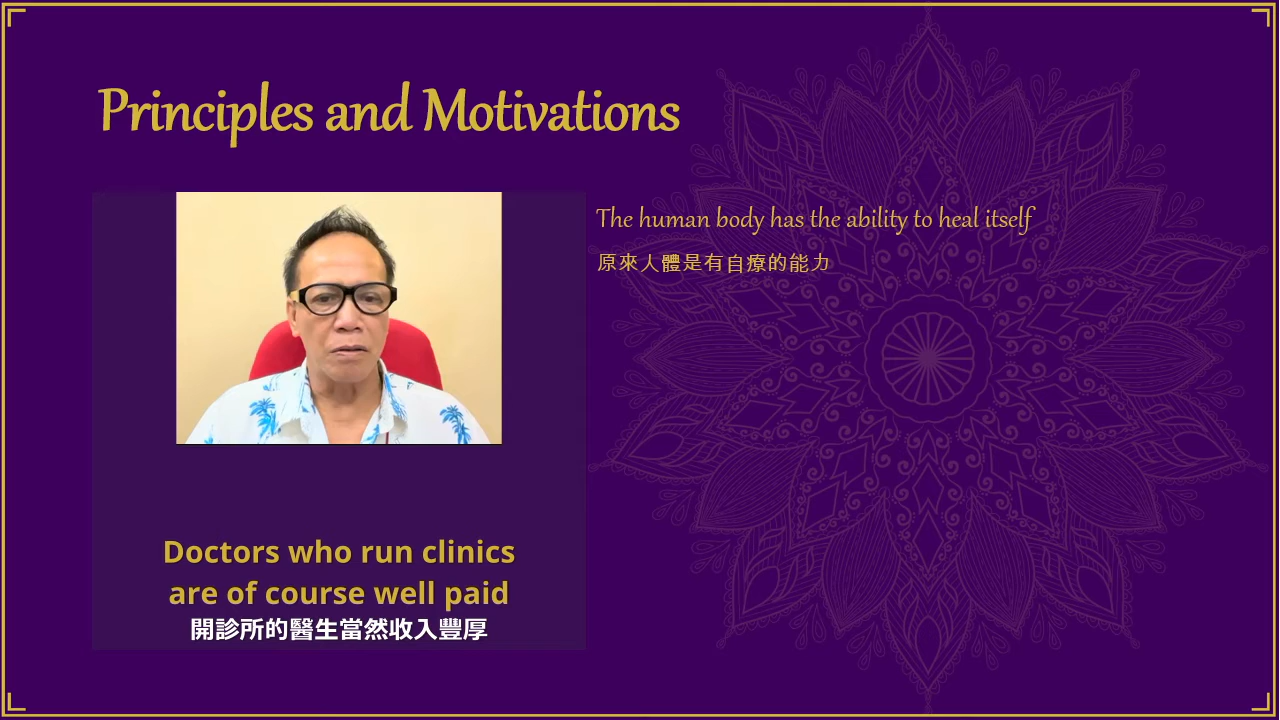 Principles and Motivations
The human body has the ability to heal itself
原來人體是有自療的能力
Doctors who run clinics
are of course well paid
開診所的醫生當然收入豐厚